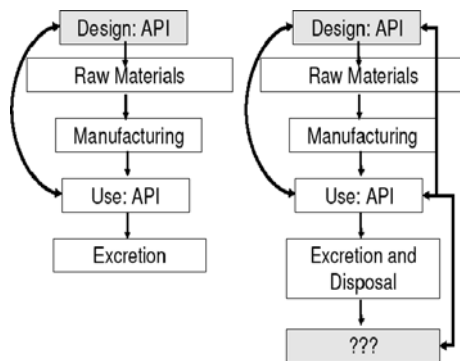 Design: API
Raw Materials
Manufacturing
Use: API
Excretion
Design: API
Raw Materials
Manufacturing
Use: API
Excretion and
Disposal
???